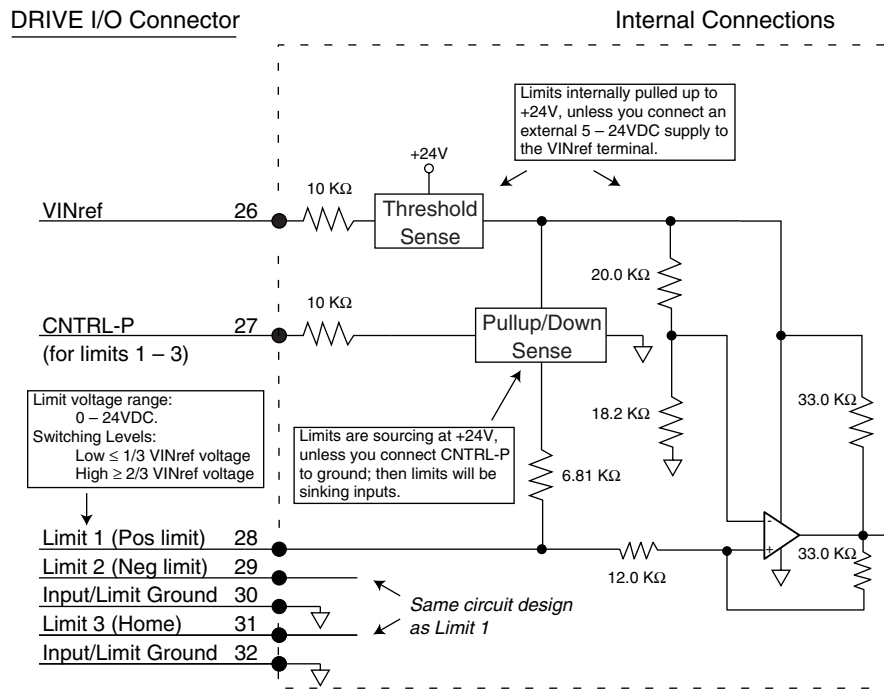 DRIVE I/O Connector
Internal Connections
Limits internally pulled up to
+24V, unless you connect an
external 5 – 24VDC supply to
the VINref terminal.
+24V
10 KΩ
VINref 26
Threshold
Sense
20.0 KΩ
10 KΩ
CNTRL-P 27
(for limits 1 – 3)
Pullup/Down
Sense
Limit voltage range:
0 – 24VDC.
Switching Levels:
Low ≤ 1/3 VINref voltage
High ≥ 2/3 VINref voltage
18.2 KΩ
33.0 KΩ
Limits are sourcing at +24V,
unless you connect CNTRL-P
to ground; then limits will be
sinking inputs.
6.81 KΩ
-
+
Limit 1 (Pos limit) 28
12.0 KΩ
33.0 KΩ
Limit 2 (Neg limit) 29
Input/Limit Ground 30
Limit 3 (Home) 31
Input/Limit Ground 32
Same circuit design
as Limit 1